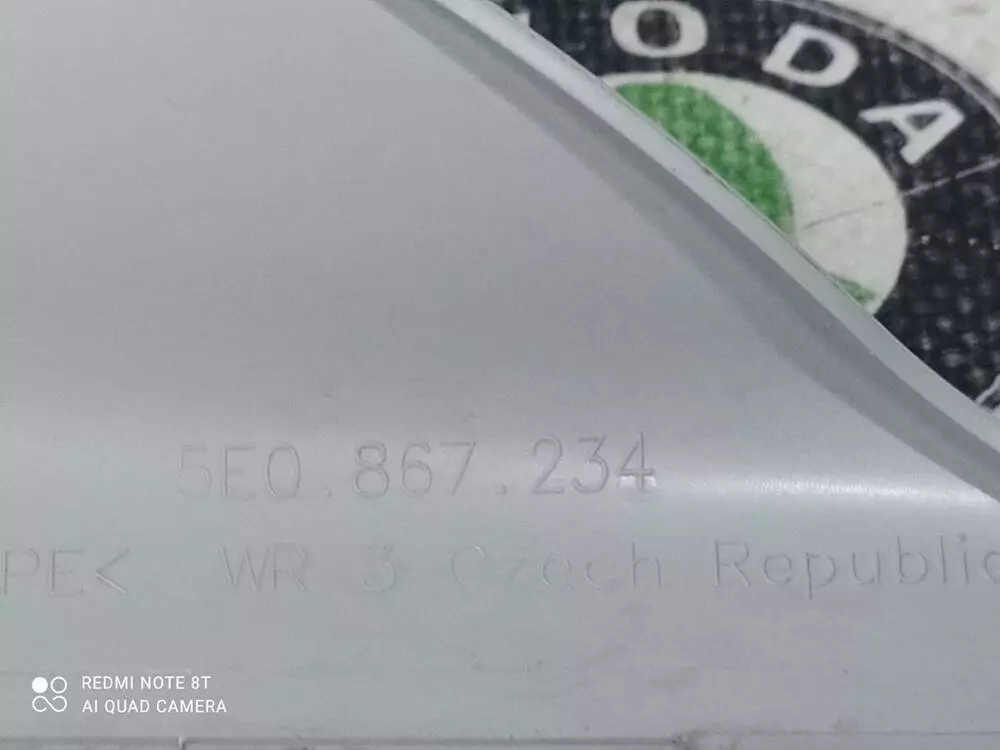 ODA
5E0.867.234
PE< WR 3 Czech Republic
REDMI NOTE 8T
AI QUAD CAMERA